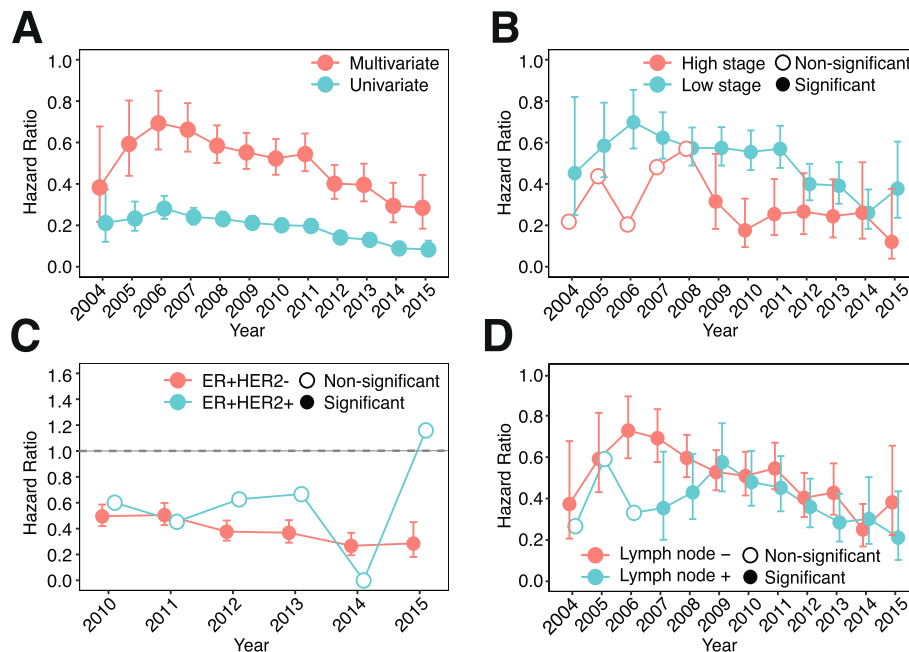 A
Multivariate
Univariate
Hazard Ratio
1.0
0.8
0.6
0.4
0.2
0.0
2004
2005
2006
2007
2008
2009
2010
2011
2012
2013
2014
2015
Year
B
High stage
Non-significant
Low stage
Significant
Hazard Ratio
1.0
0.8
0.6
0.4
0.2
0.0
2004
2005
2006
2007
2008
2009
2010
2011
2012
2013
2014
2015
Year
C
ER+HER2-
Non-significant
ER+HER2+
Significant
Hazard Ratio
1.6
1.4
1.2
1.0
0.8
0.6
0.4
0.2
0.0
2010
2011
2012
2013
2014
2015
Year
D
Hazard Ratio
1.0
0.8
0.6
0.4
0.2
0.0
Lymph node –
Non-significant
Lymph node +
Significant
2004
2005
2006
2007
2008
2009
2010
2011
2012
2013
2014
2015
Year